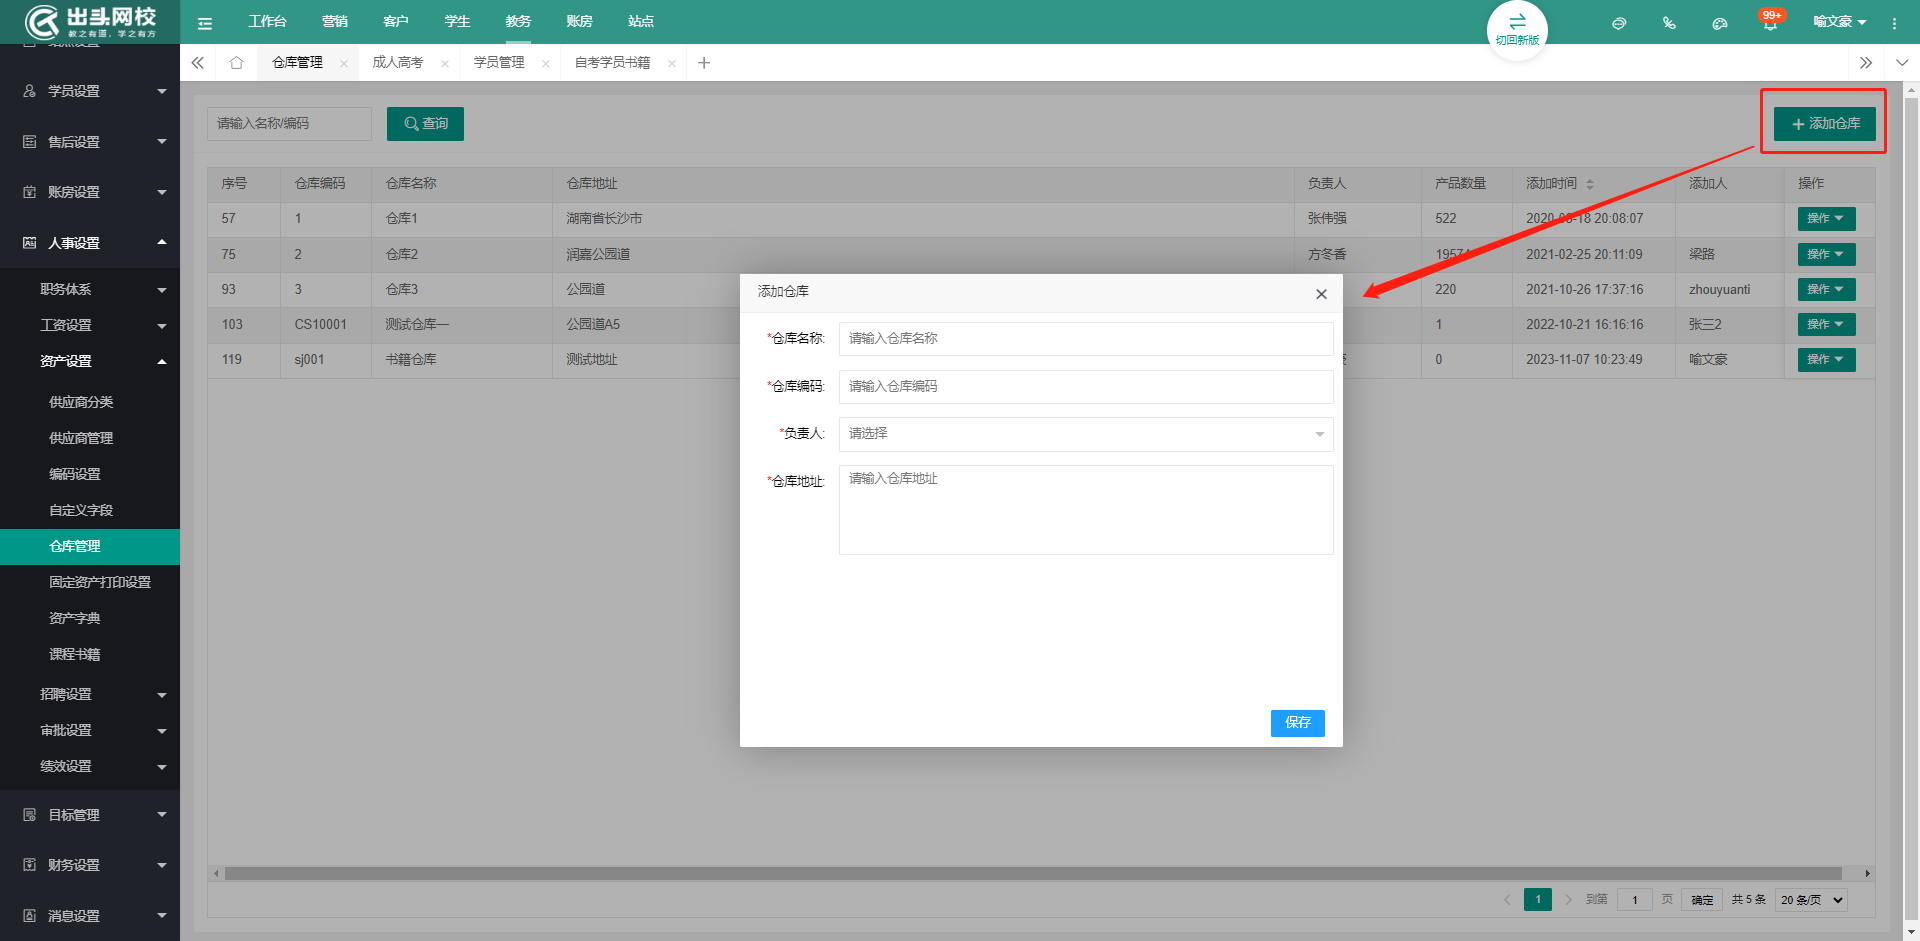 出头网校
教之有道，学之有方
工作台
营销
客户
学生
教务
账房
站点
切回新版
99+
喻文豪
仓库管理
成人高考
学员管理
自考学员书籍
学员设置
售后设置
账房设置
人事设置
职务体系
工资设置
资产设置
供应商分类
供应商管理
编码设置
自定义字段
仓库管理
固定资产打印设置
资产字典
课程书籍
招聘设置
审批设置
绩效设置
目标管理
财务设置
消息设置
请输入名称/编码
查询
添加仓库
序号 仓库编码 仓库名称 仓库地址 负责人 产品数量 添加时间 添加人 操作
57 1 仓库1 湖南省长沙市 张伟强 522 2020-08-18 20:08:07 操作
75 2 仓库2 润嘉公园道 方冬香 2021-02-25 20:11:09 梁路 操作
93 3 仓库3 公园道 220 2021-10-26 17:37:16 zhouyuanti 操作
103 CS10001 测试仓库一 公园道A5 1 2022-10-21 16:16:16 张三2 操作
119 sj001 书籍仓库 测试地址 0 2023-11-07 10:23:49 喻文豪 操作
添加仓库
*仓库名称: 请输入仓库名称
*仓库编码: 请输入仓库编码
*负责人: 请选择
*仓库地址: 请输入仓库地址
保存
1 到第 1 页 确定 共 5 条 20 条/页